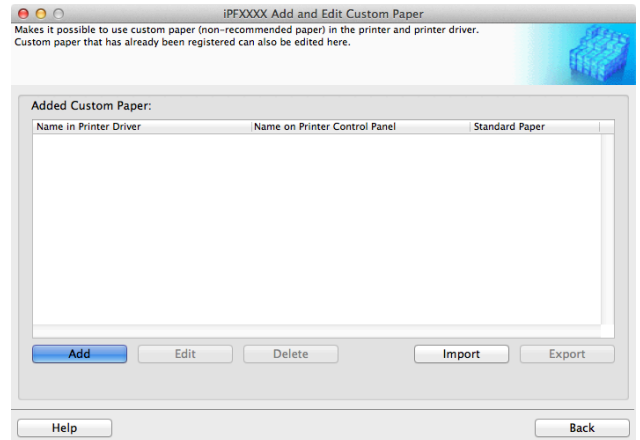 iPFXXXX Add and Edit Custom Paper
Makes it possible to use custom paper (non-recommended paper) in the printer and printer driver.
Custom paper that has already been registered can also be edited here.
Added Custom Paper:
Name in Printer Driver Name on Printer Control Panel Standard Paper
Add Edit Delete Import Export
Help Back